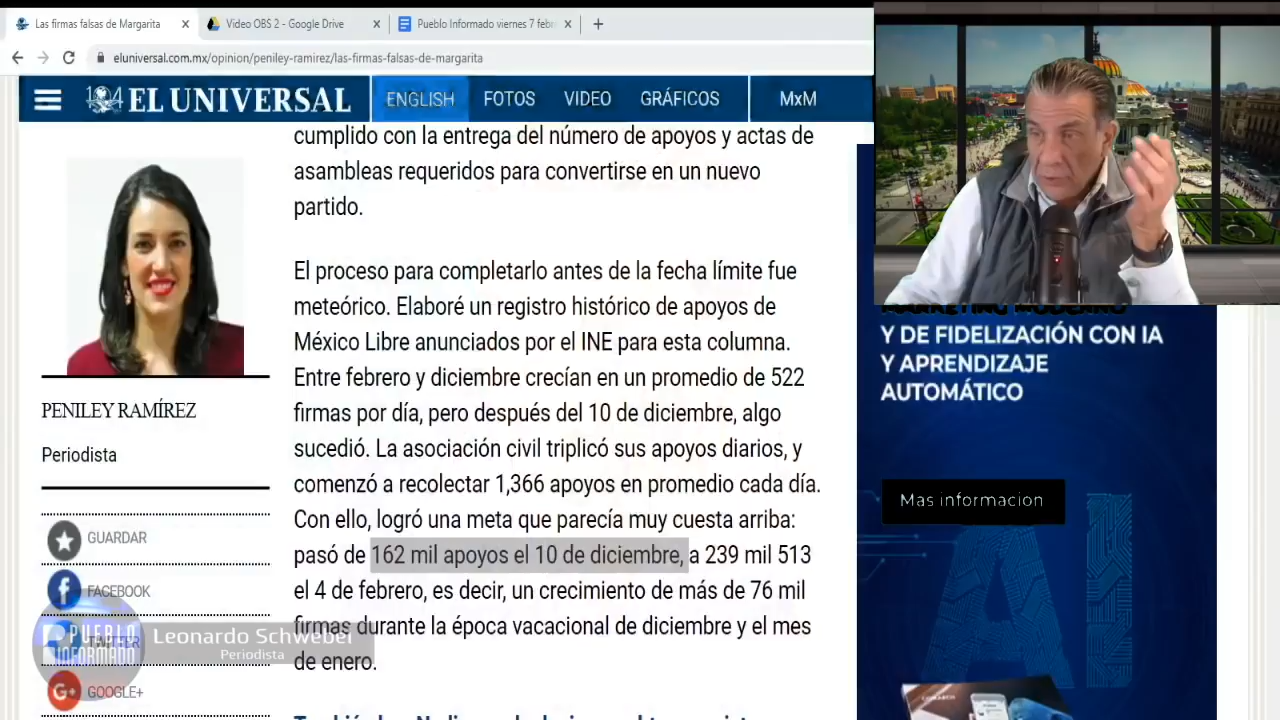 Las firmas falsas de Margarita
Video OBS 2 - Google Drive
Pueblo Informado viernes 7 febr
eluniversal.com.mx/opinion/peniley-ramirez/las-firmas-falsas-de-margarita
104 EL UNIVERSAL
ENGLISH
FOTOS
VIDEO
GRÁFICOS
MxM
cumplido con la entrega del número de apoyos y actas de
asambleas requeridos para convertirse en un nuevo
partido.
El proceso para completarlo antes de la fecha límite fue
meteórico. Elaboré un registro histórico de apoyos de
México Libre anunciados por el INE para esta columna.
Entre febrero y diciembre crecían en un promedio de 522
firmas por día, pero después del 10 de diciembre, algo
sucedió. La asociación civil triplicó sus apoyos diarios, y
comenzó a recolectar 1,366 apoyos en promedio cada día.
Con ello, logró una meta que parecía muy cuesta arriba:
pasó de 162 mil apoyos el 10 de diciembre, a 239 mil 513
el 4 de febrero, es decir, un crecimiento de más de 76 mil
firmas durante la época vacacional de diciembre y el mes
de enero.
PENILEY RAMÍREZ
Periodista
GUARDAR
FACEBOOK
TWITTER
GOOGLE+
PUEBLO
INFORMADO
Leonardo Schwebel
Periodista
MARKETING MODERNO
Y DE FIDELIZACIÓN CON IA
Y APRENDIZAJE
AUTOMÁTICO
Mas informacion
AI